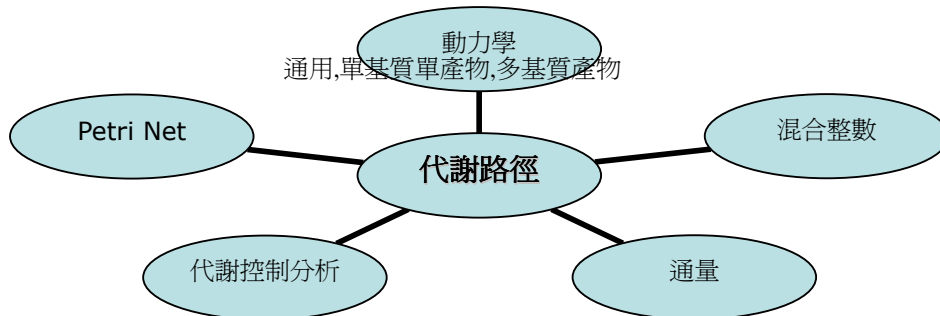 動力學
通用,單基質單產物,多基質產物
Petri Net
混合整數
代謝路徑
代謝控制分析
通量